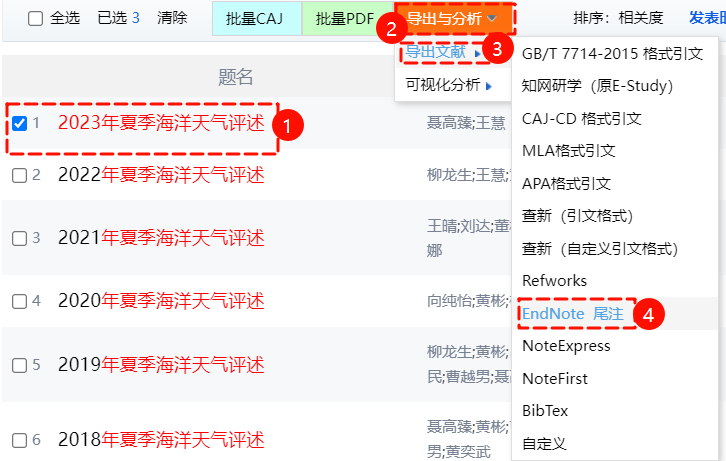 全选 已选 3 清除 批量CAJ 批量PDF 导出与分析 排序: 相关度 发表时
2
导出文献 3
可视化分析
GB/T 7714-2015 格式引文
知网研学（原E-Study）
CAJ-CD 格式引文
MLA格式引文
APA格式引文
查新（引文格式）
查新（自定义引文格式）
Refworks
EndNote 尾注 4
NoteExpress
NoteFirst
BibTex
自定义
题名
1 2023年夏季海洋天气评述 1 聂高臻;王慧
2 2022年夏季海洋天气评述 柳龙生;王慧;
3 2021年夏季海洋天气评述 王晴;刘达;董
娜
4 2020年夏季海洋天气评述 向纯怡;黄彬;
5 2019年夏季海洋天气评述 柳龙生;黄彬;
民;曹越男;聂高
6 2018年夏季海洋天气评述 聂高臻;黄彬;
男;黄奕武